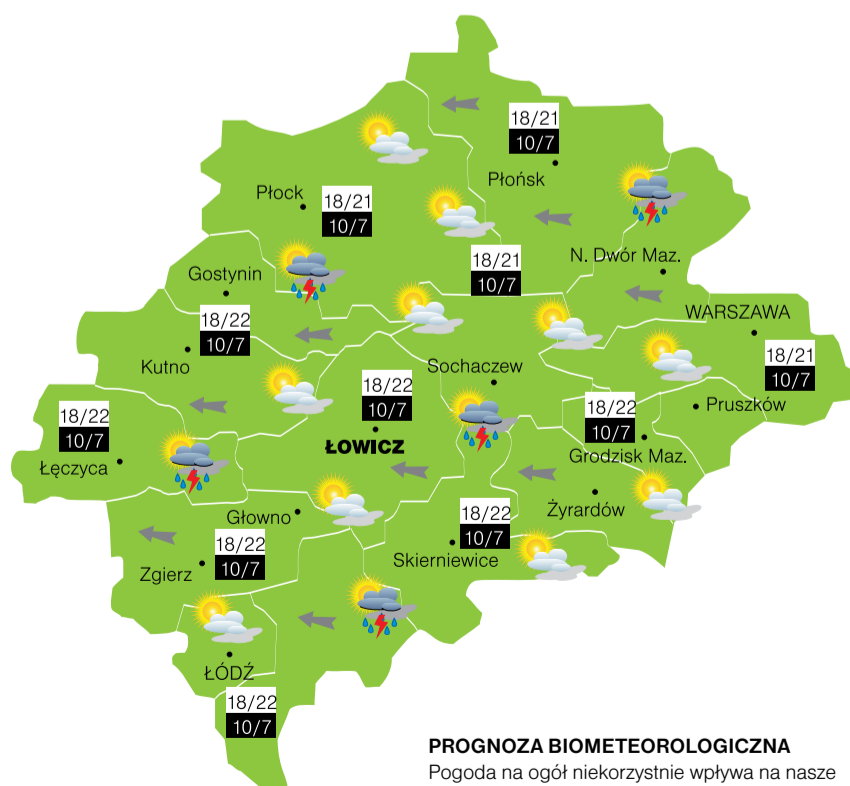 18/21
10/7
Płońsk
Płock
18/21
10/7
18/21
10/7
N. Dwór Maz.
Gostynin
18/22
10/7
Kutno
WARSZAWA
18/21
10/7
Sochaczew
18/22
10/7
ŁOWICZ
18/22
10/7
Pruszków
Grodzisk Maz.
18/22
10/7
Łęczyca
Żyrardów
Głowno
18/22
10/7
Skierniewice
18/22
10/7
Zgierz
ŁÓDŹ
18/22
10/7
PROGNOZA BIOMETEOROLOGICZNA
Pogoda na ogół niekorzystnie wpływa na nasze